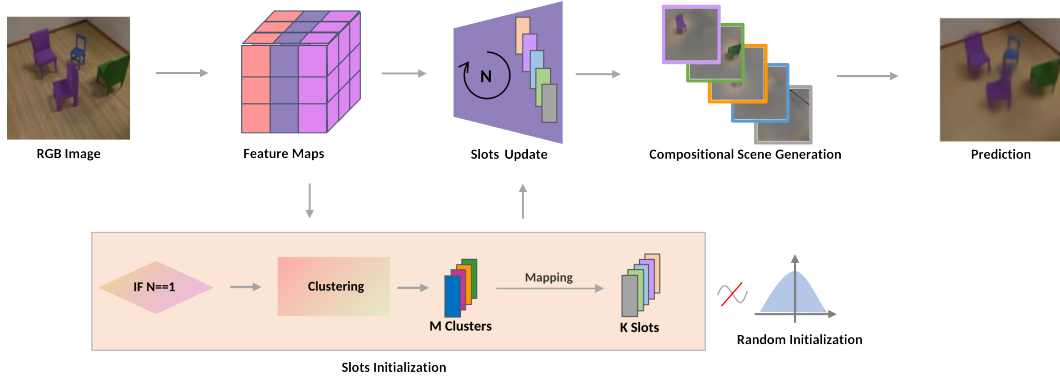 N
RGB Image
Feature Maps
Slots Update
Compositional Scene Generation
Prediction
IF N==1
Clustering
Mapping
M Clusters
K Slots
Random Initialization
Slots Initialization